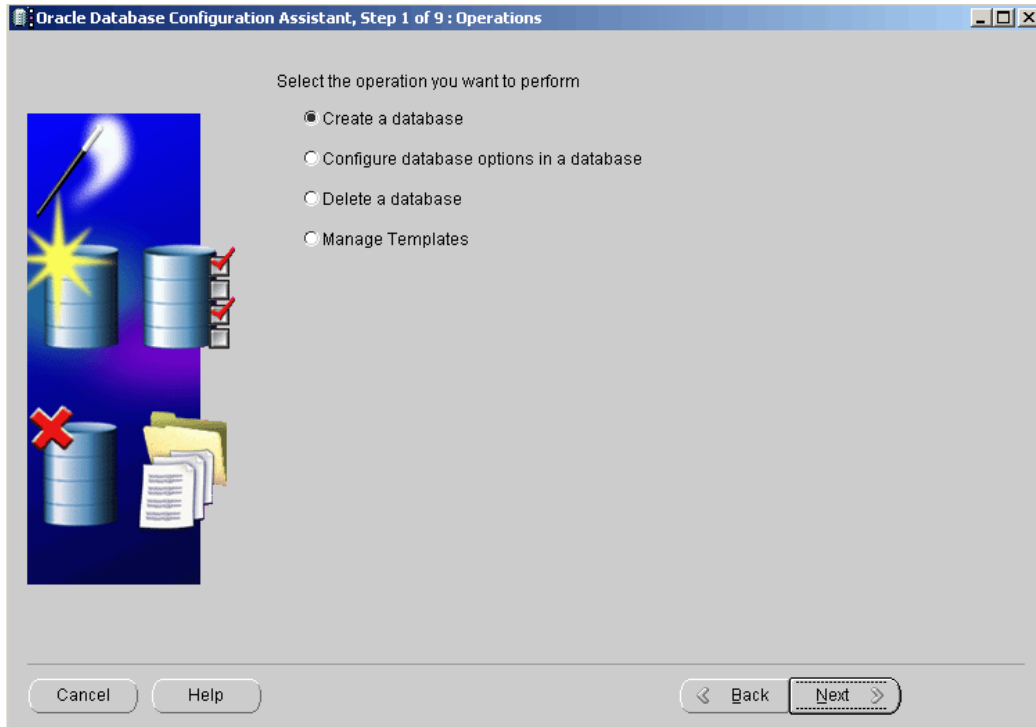 Oracle Database Configuration Assistant, Step 1 of 9 : Operations
Select the operation you want to perform
Create a database
Configure database options in a database
Delete a database
Manage Templates
Cancel
Help
Back
Next